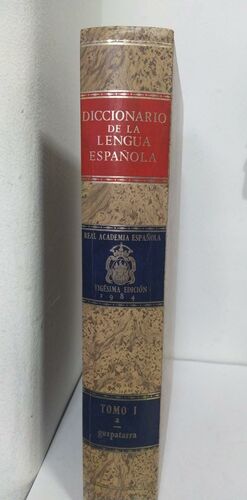 DICCIONARIO
DE LA
LENGUA
ESPAÑOLA
REAL ACADEMIA ESPAÑOLA
VIGÉSIMA EDICIÓN
1984
TOMO I
a
guzpatarra